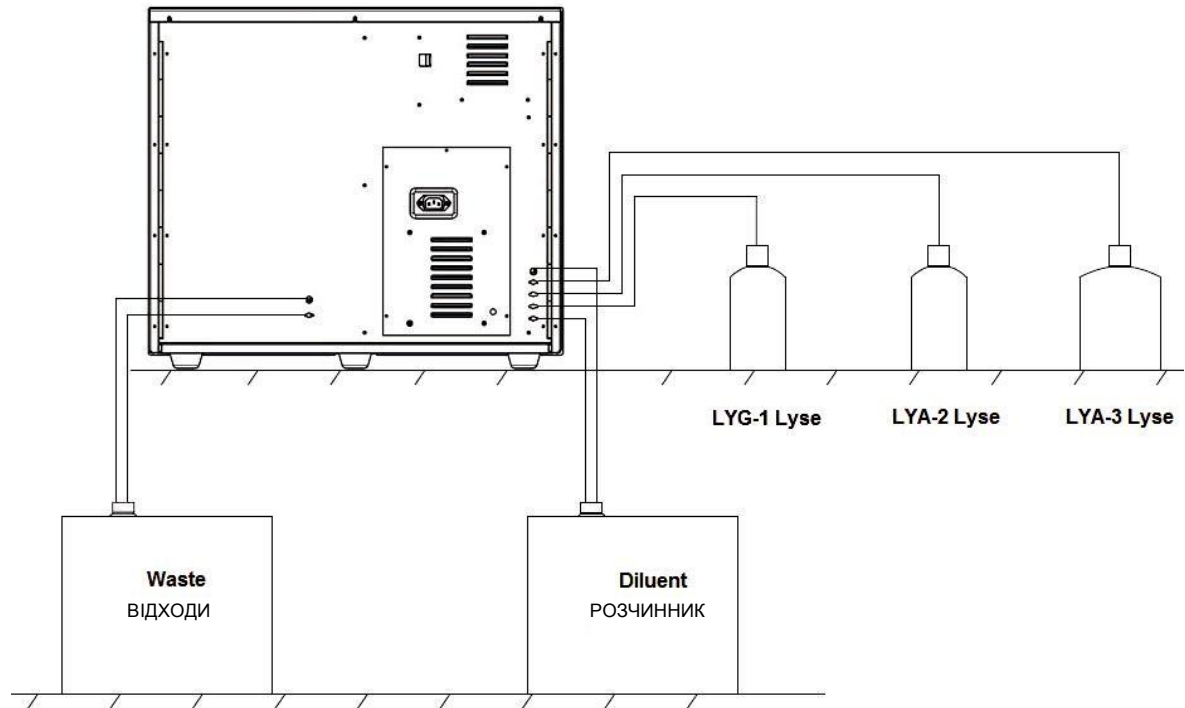 LYG-1 Lyse
LYA-2 Lyse
LYA-3 Lyse
Waste
ВІДХОДИ
Diluent
РОЗЧИННИК